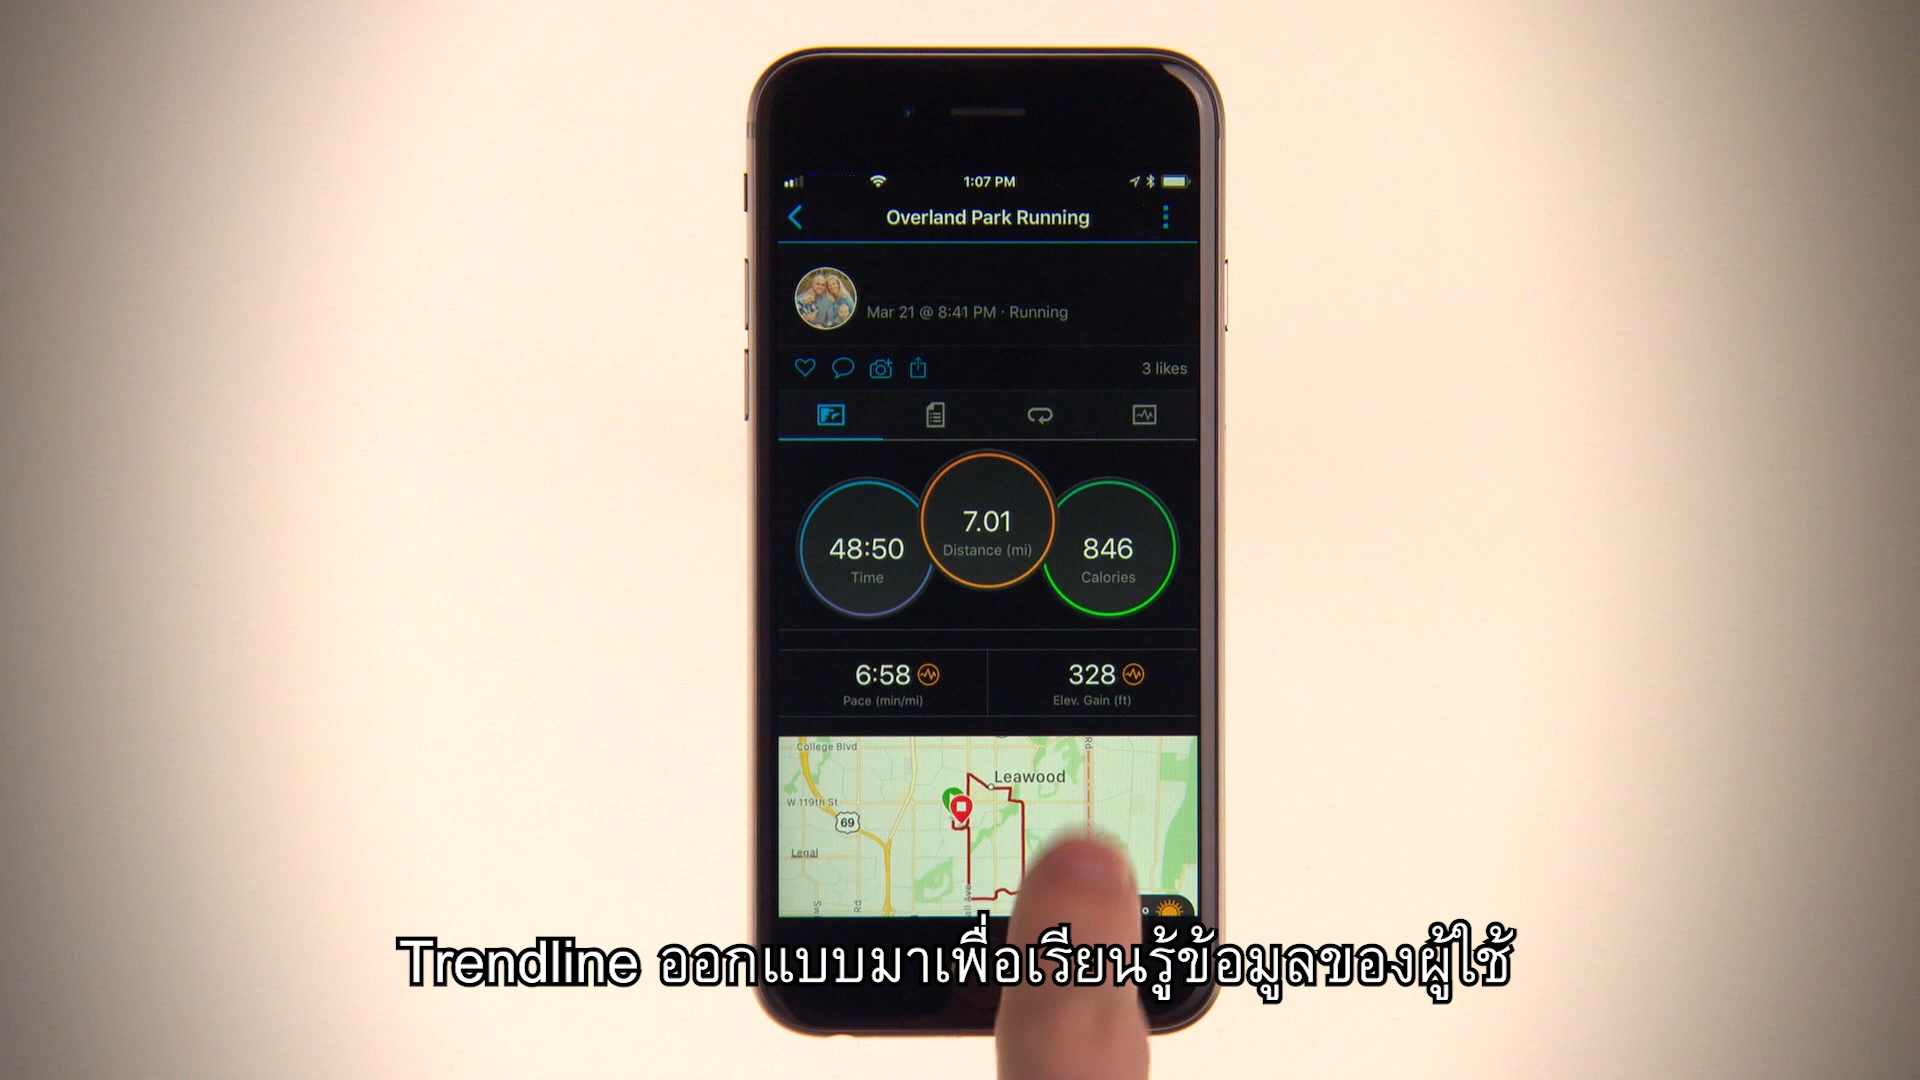 1:07 PM
Overland Park Running
Mar 21 @ 8:41 PM · Running
3 likes
7.01
Distance (mi)
48:50
Time
846
Calories
6:58
Pace (min/mi)
328
Elev. Gain (ft)
College Blvd
Rd
Leawood
W 119th St
69
Legal
Rd
Trendline ออกแบบมาเพื่อเรียนรู้ข้อมูลของผู้ใช้